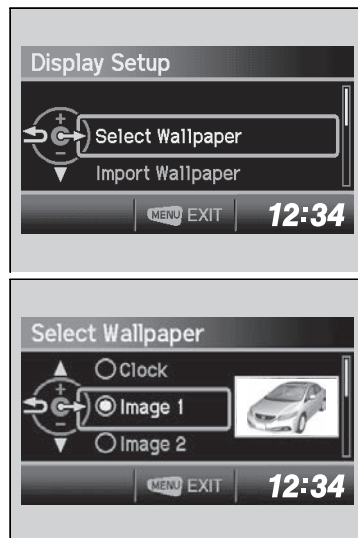 Display Setup
+
Select Wallpaper
−
Import Wallpaper
MENU EXIT
12:34
Select Wallpaper
Clock
+
Image 1
−
Image 2
MENU EXIT
12:34